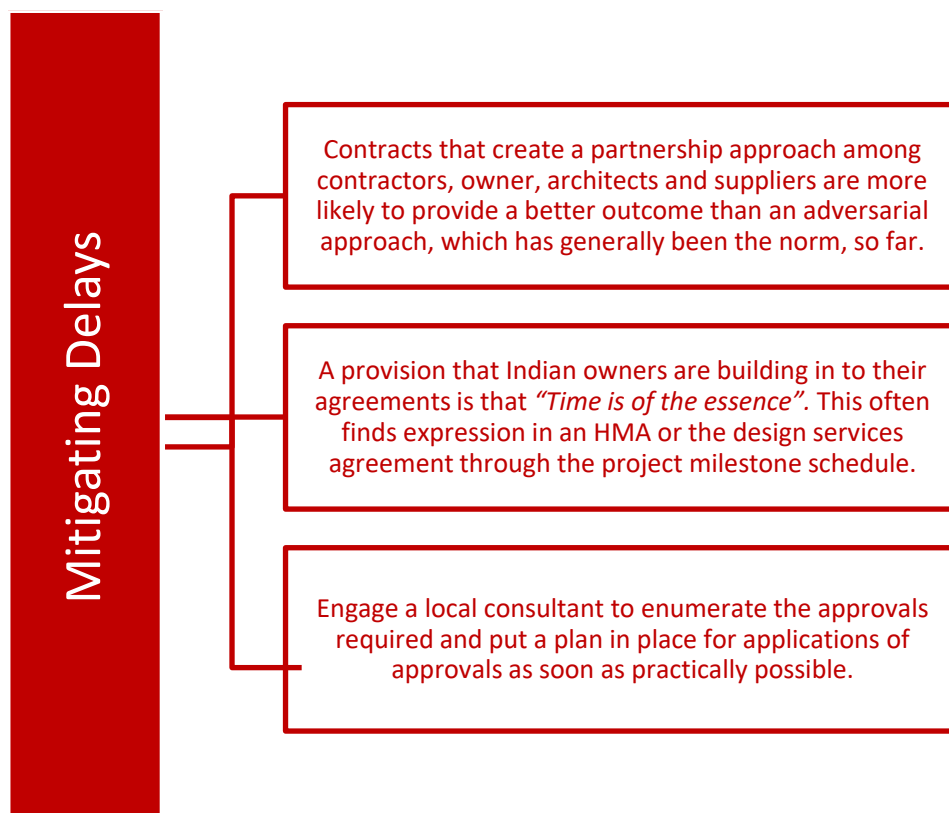 Mitigating Delays
Contracts that create a partnership approach among
contractors, owner, architects and suppliers are more
likely to provide a better outcome than an adversarial
approach, which has generally been the norm, so far.
A provision that Indian owners are building in to their
agreements is that “Time is of the essence”. This often
finds expression in an HMA or the design services
agreement through the project milestone schedule.
Engage a local consultant to enumerate the approvals
required and put a plan in place for applications of
approvals as soon as practically possible.